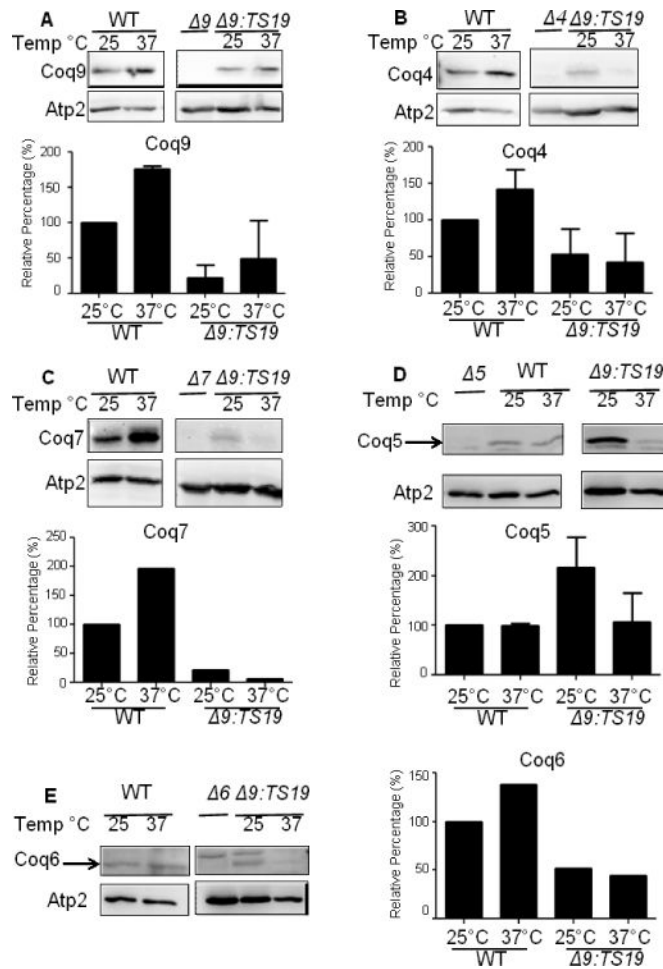 A WT Δ9 Δ9:TS19
Temp °C 25 37 25 37
Coq9
Atp2
Coq9
Relative Percentage (%)
200
150
100
50
0
25°C 37°C 25°C 37°C
WT Δ9:TS19
B WT Δ4 Δ9:TS19
Temp °C 25 37 25 37
Coq4
Atp2
Coq4
Relative Percentage (%)
200
150
100
50
0
25°C 37°C 25°C 37°C
WT Δ9:TS19
C WT Δ7 Δ9:TS19
Temp °C 25 37 25 37
Coq7
Atp2
Coq7
Relative Percentage (%)
250
200
150
100
50
0
25°C 37°C 25°C 37°C
WT Δ9:TS19
D Δ5 WT Δ9:TS19
Temp °C 25 37 25 37
Coq5
Atp2
Coq5
Relative Percentage (%)
300
200
100
0
25°C 37°C 25°C 37°C
WT Δ9:TS19
E WT Δ6 Δ9:TS19
Temp °C 25 37 25 37
Coq6
Atp2
Coq6
Relative Percentage (%)
150
100
50
0
25°C 37°C 25°C 37°C
WT Δ9:TS19